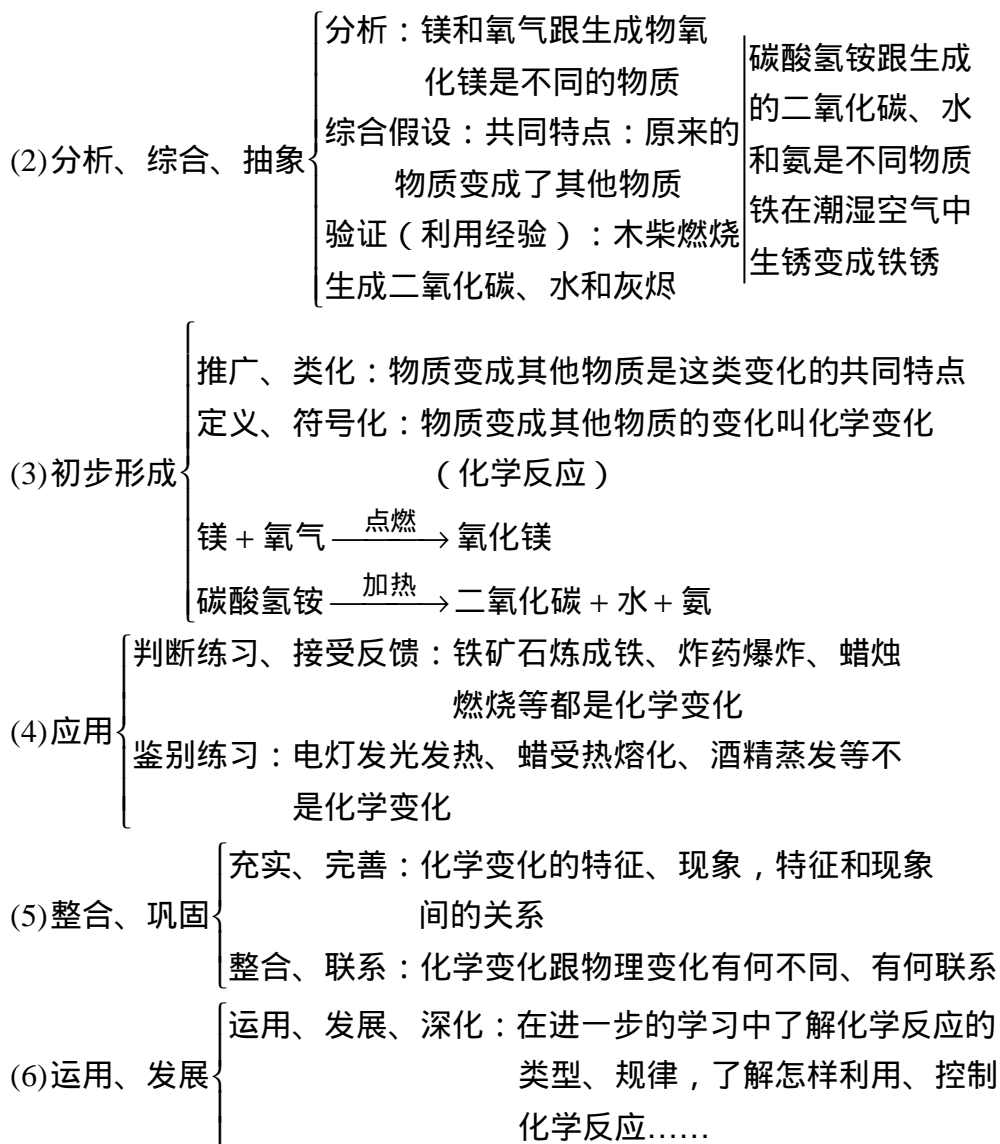 分析：镁和氧气跟生成物氧
化镁是不同的物质
(2)分析、综合、抽象
综合假设：共同特点：原来的
物质变成了其他物质
验证（利用经验）：木柴燃烧
生成二氧化碳、水和灰烬
碳酸氢铵跟生成
的二氧化碳、水
和氨是不同物质
铁在潮湿空气中
生锈变成铁锈
(3)初步形成
推广、类化：物质变成其他物质是这类变化的共同特点
定义、符号化：物质变成其他物质的变化叫化学变化
（化学反应）
镁 + 氧气 —点燃→ 氧化镁
碳酸氢铵 —加热→ 二氧化碳 + 水 + 氨
(4)应用
判断练习、接受反馈：铁矿石炼成铁、炸药爆炸、蜡烛
燃烧等都是化学变化
鉴别练习：电灯发光发热、蜡受热熔化、酒精蒸发等不
是化学变化
(5)整合、巩固
充实、完善：化学变化的特征、现象，特征和现象
间的关系
整合、联系：化学变化跟物理变化有何不同、有何联系
(6)运用、发展
运用、发展、深化：在进一步的学习中了解化学反应的
类型、规律，了解怎样利用、控制
化学反应……